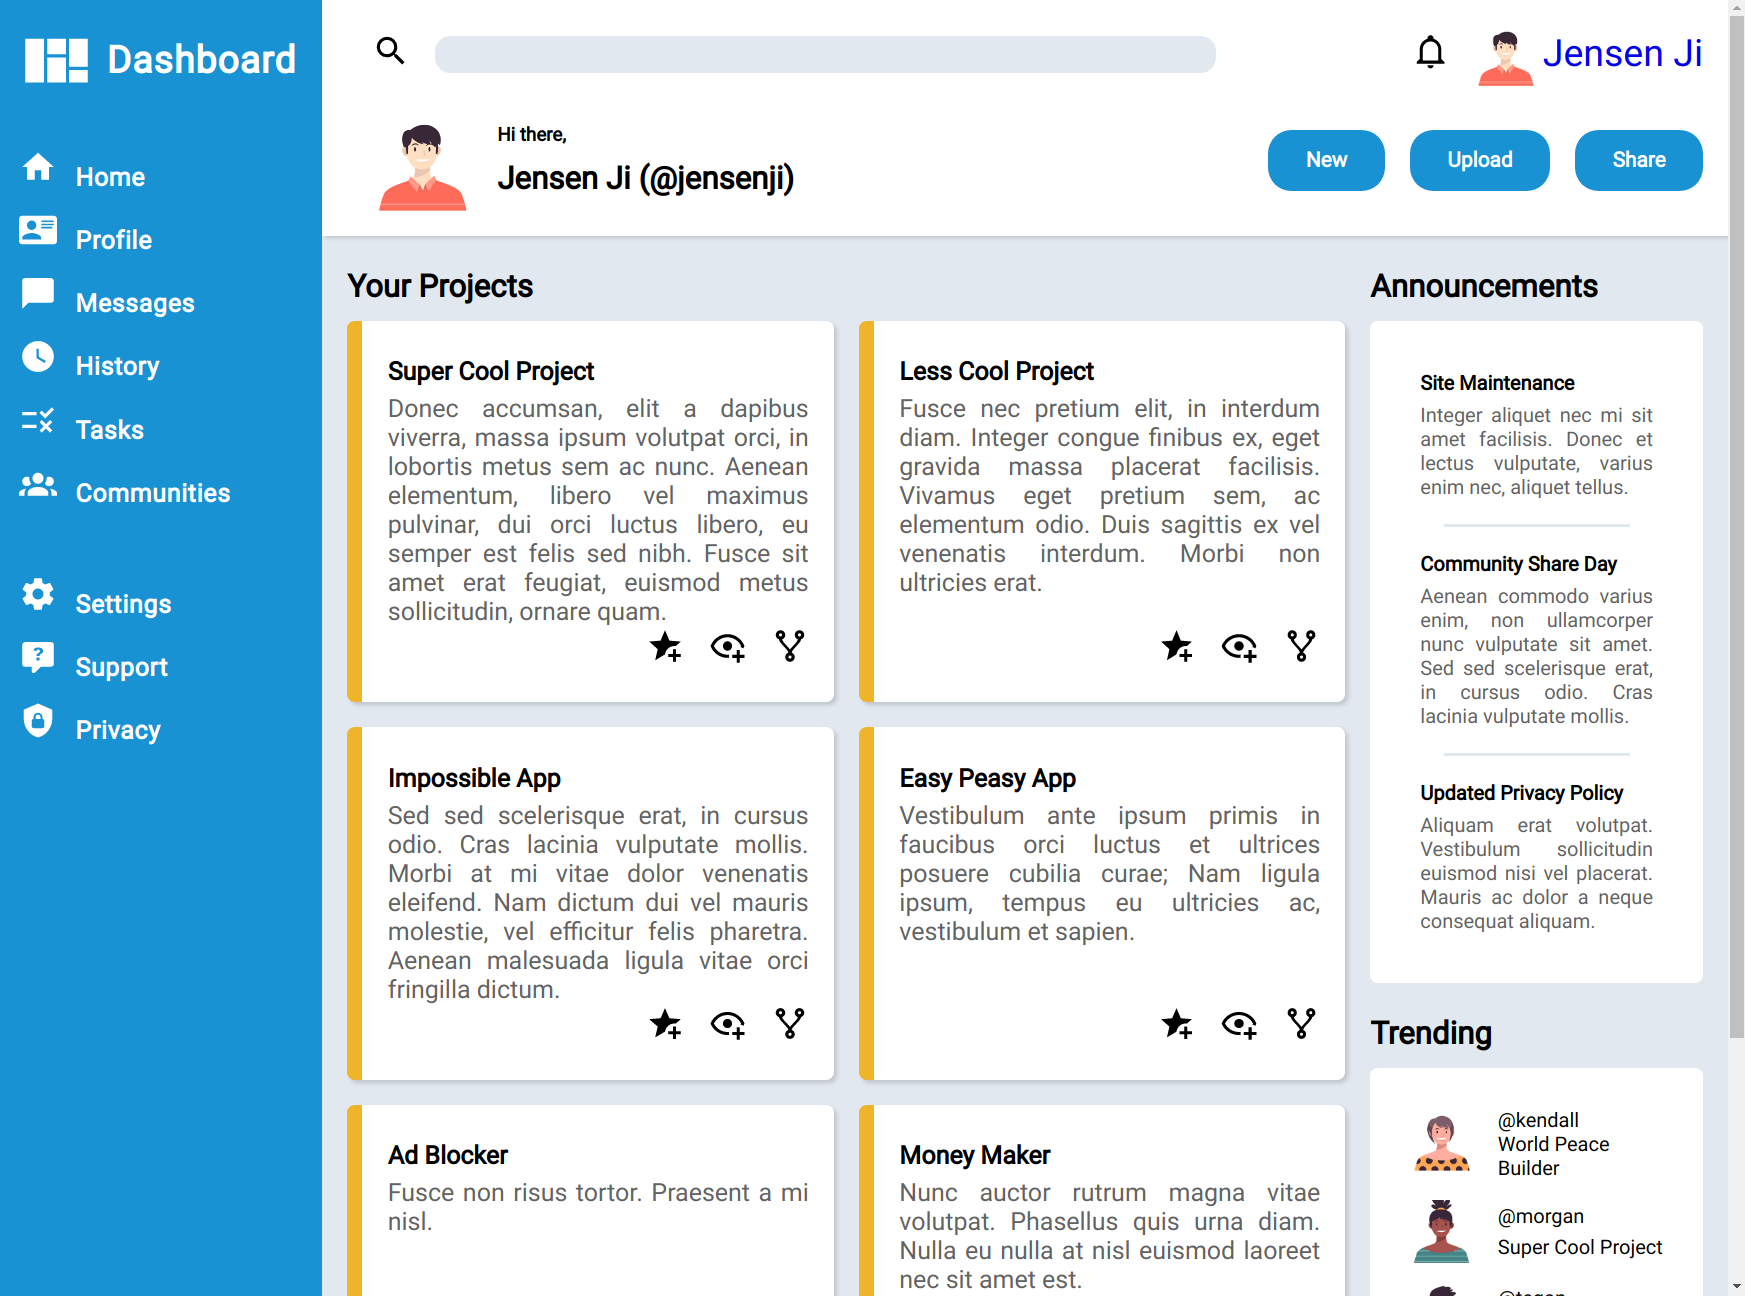 Dashboard
Home
Profile
Messages
History
Tasks
Communities
Settings
Support
Privacy
Jensen Ji
Hi there,
Jensen Ji (@jensenji)
New
Upload
Share
Your Projects
Super Cool Project
Donec accumsan, elit a dapibus
viverra, massa ipsum volutpat orci, in
lobortis metus sem ac nunc. Aenean
elementum, libero vel maximus
pulvinar, dui orci luctus libero, eu
semper est felis sed nibh. Fusce sit
amet erat feugiat, euismod metus
sollicitudin, ornare quam.
Less Cool Project
Fusce nec pretium elit, in interdum
diam. Integer congue finibus ex, eget
gravida massa placerat facilisis.
Vivamus eget pretium sem, ac
elementum odio. Duis sagittis ex vel
venenatis interdum. Morbi non
ultricies erat.
Impossible App
Sed sed scelerisque erat, in cursus
odio. Cras lacinia vulputate mollis.
Morbi at mi vitae dolor venenatis
eleifend. Nam dictum dui vel mauris
molestie, vel efficitur felis pharetra.
Aenean malesuada ligula vitae orci
fringilla dictum.
Easy Peasy App
Vestibulum ante ipsum primis in
faucibus orci luctus et ultrices
posuere cubilia curae; Nam ligula
ipsum, tempus eu ultricies ac,
vestibulum et sapien.
Ad Blocker
Fusce non risus tortor. Praesent a mi
nisl.
Money Maker
Nunc auctor rutrum magna vitae
volutpat. Phasellus quis urna diam.
Nulla eu nulla at nisl euismod laoreet
nec sit amet est.
Announcements
Site Maintenance
Integer aliquet nec mi sit
amet facilisis. Donec et
lectus vulputate, varius
enim nec, aliquet tellus.
Community Share Day
Aenean commodo varius
enim, non ullamcorper
nunc vulputate sit amet.
Sed sed scelerisque erat,
in cursus odio. Cras
lacinia vulputate mollis.
Updated Privacy Policy
Aliquam erat volutpat.
Vestibulum sollicitudin
euismod nisi vel placerat.
Mauris ac dolor a neque
consequat aliquam.
Trending
@kendall
World Peace
Builder
@morgan
Super Cool Project